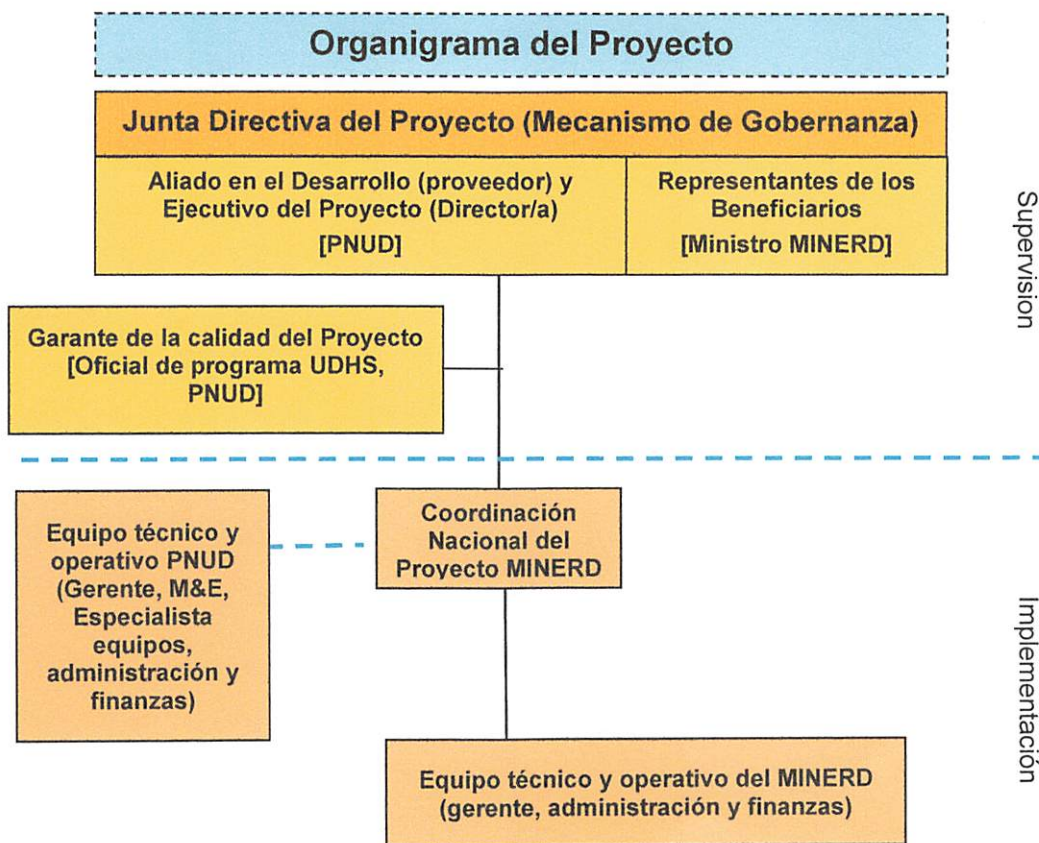 Organigrama del Proyecto
Junta Directiva del Proyecto (Mecanismo de Gobernanza)
Aliado en el Desarrollo (proveedor) y
Ejecutivo del Proyecto (Director/a)
[PNUD]
Representantes de los
Beneficiarios
[Ministro MINERD]
Supervision
Garante de la calidad del Proyecto
[Oficial de programa UDHS,
PNUD]
Equipo técnico y
operativo PNUD
(Gerente, M&E,
Especialista
equipos,
administración y
finanzas)
Coordinación
Nacional del
Proyecto MINERD
Implementación
Equipo técnico y operativo del MINERD
(gerente, administración y finanzas)